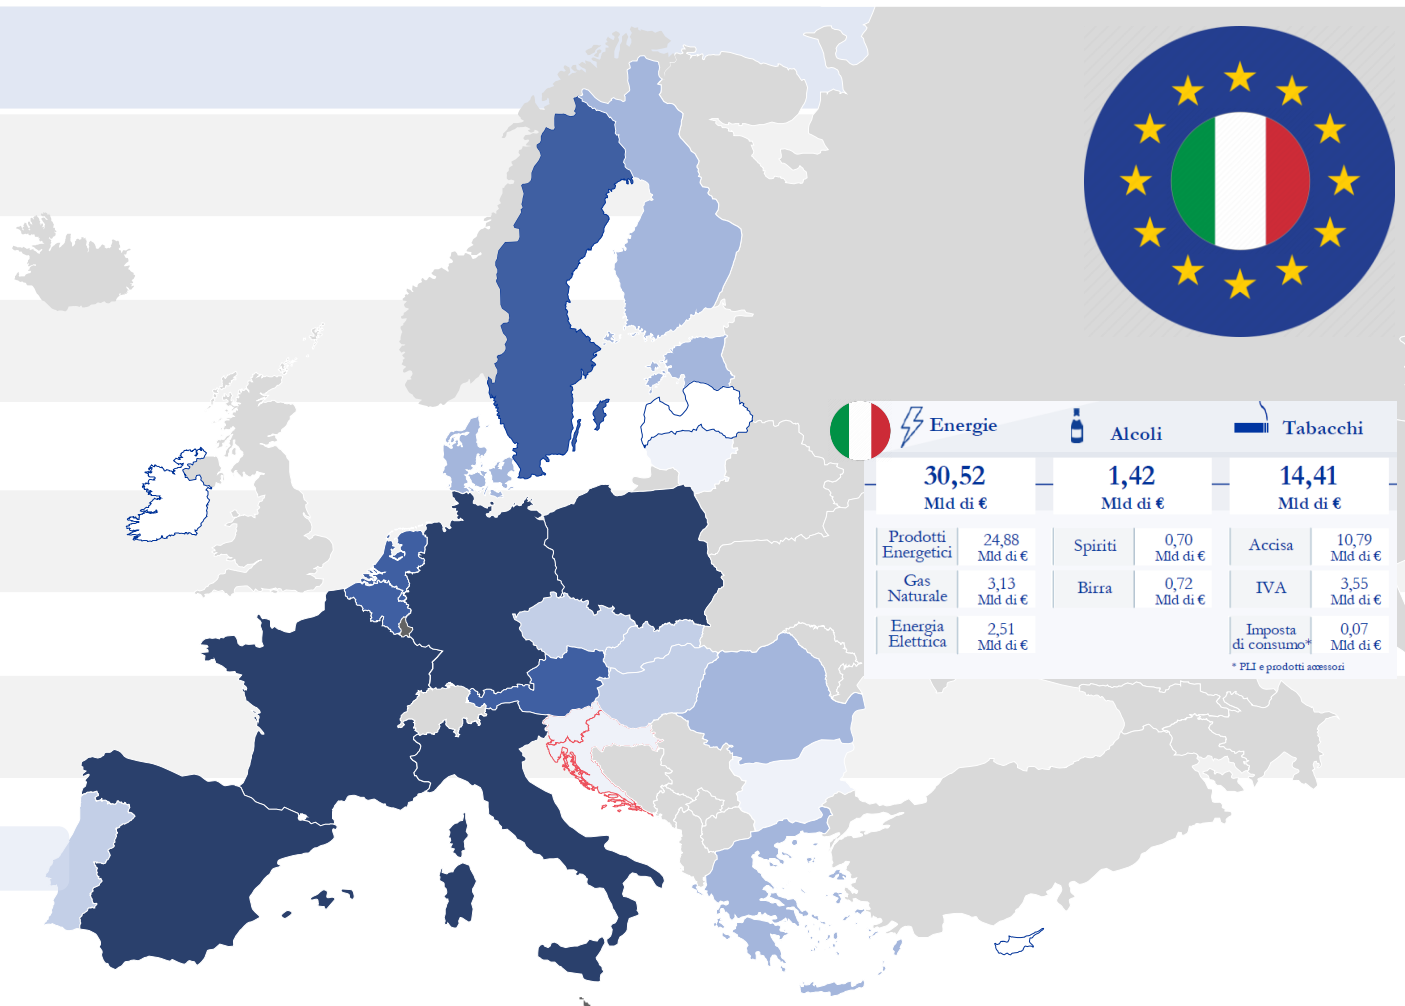 Energie
Alcoli
Tabacchi
30,52
Mld di €
1,42
Mld di €
14,41
Mld di €
Prodotti
Energetici
24,88
Mld di €
Spiriti
0,70
Mld di €
Accisa
10,79
Mld di €
Gas
Naturale
3,13
Mld di €
Birra
0,72
Mld di €
IVA
3,55
Mld di €
Energia
Elettrica
2,51
Mld di €
Imposta
di consumo*
0,07
Mld di €
* PLI e prodotti accessori